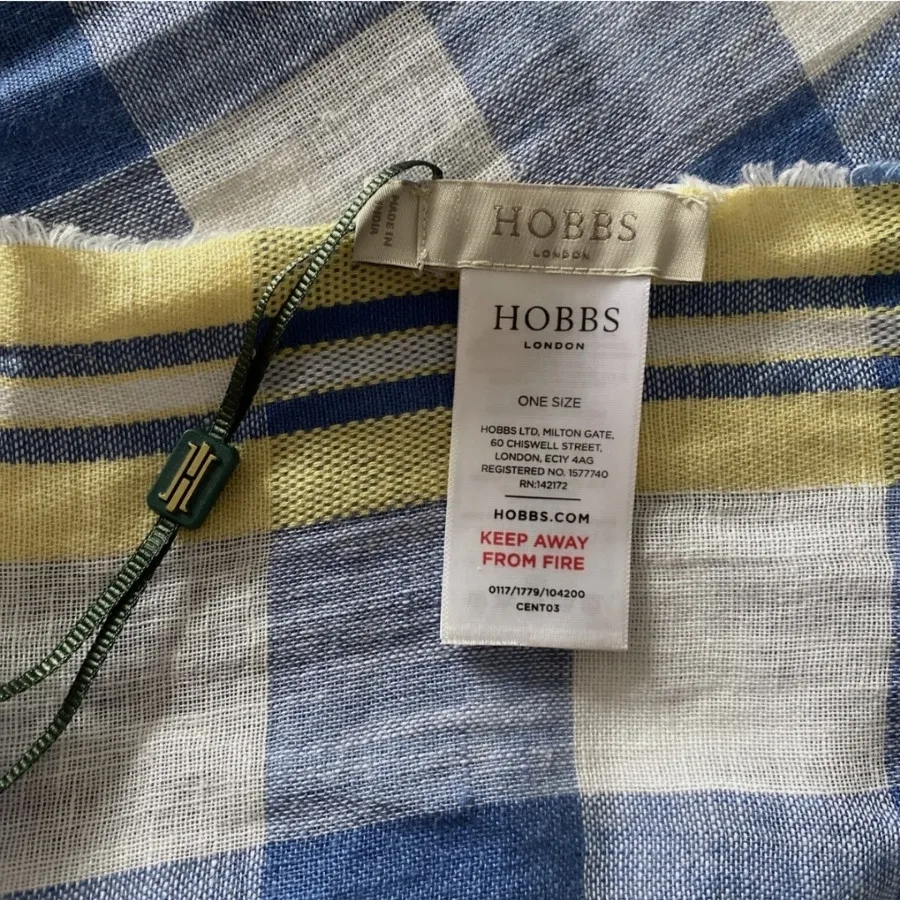 MADE IN
INDIA
HOBBS
LONDON
HOBBS
LONDON
ONE SIZE
HOBBS LTD, MILTON GATE,
60 CHISWELL STREET,
LONDON, EC1Y 4AG
REGISTERED NO. 1577740
RN:142172
HOBBS.COM
KEEP AWAY
FROM FIRE
0117/1779/104200
CENT03
H